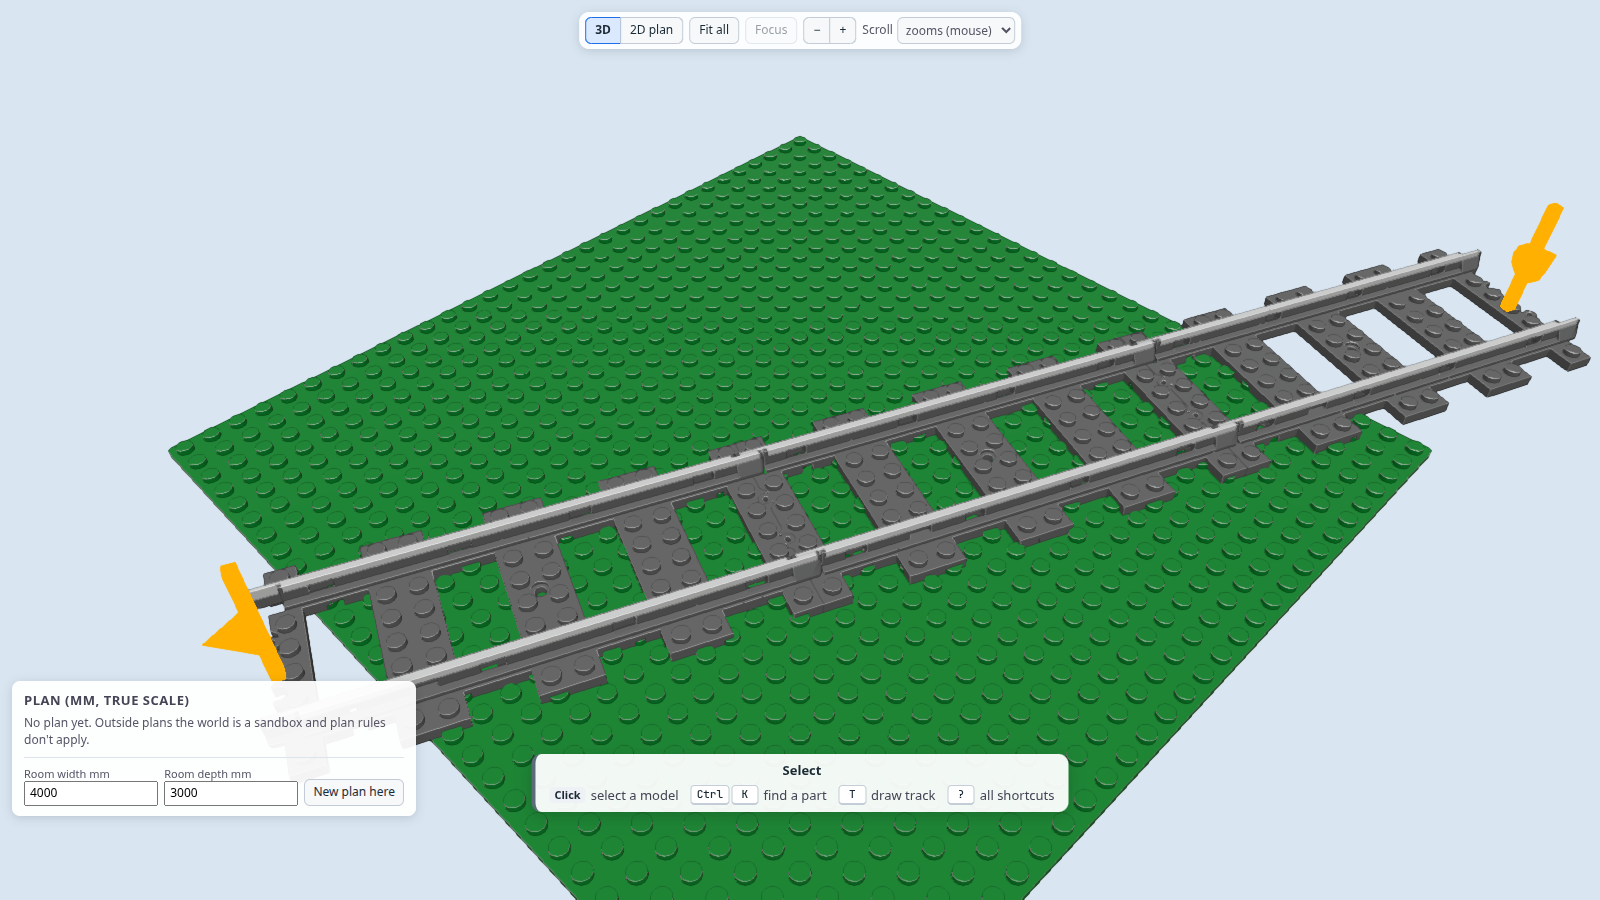 3D 2D plan Fit all Focus − + Scroll zooms (mouse)
PLAN (MM, TRUE SCALE)
No plan yet. Outside plans the world is a sandbox and plan rules
don't apply.
Room width mm Room depth mm
4000 3000 New plan here
Select
Click select a model Ctrl K find a part T draw track ? all shortcuts